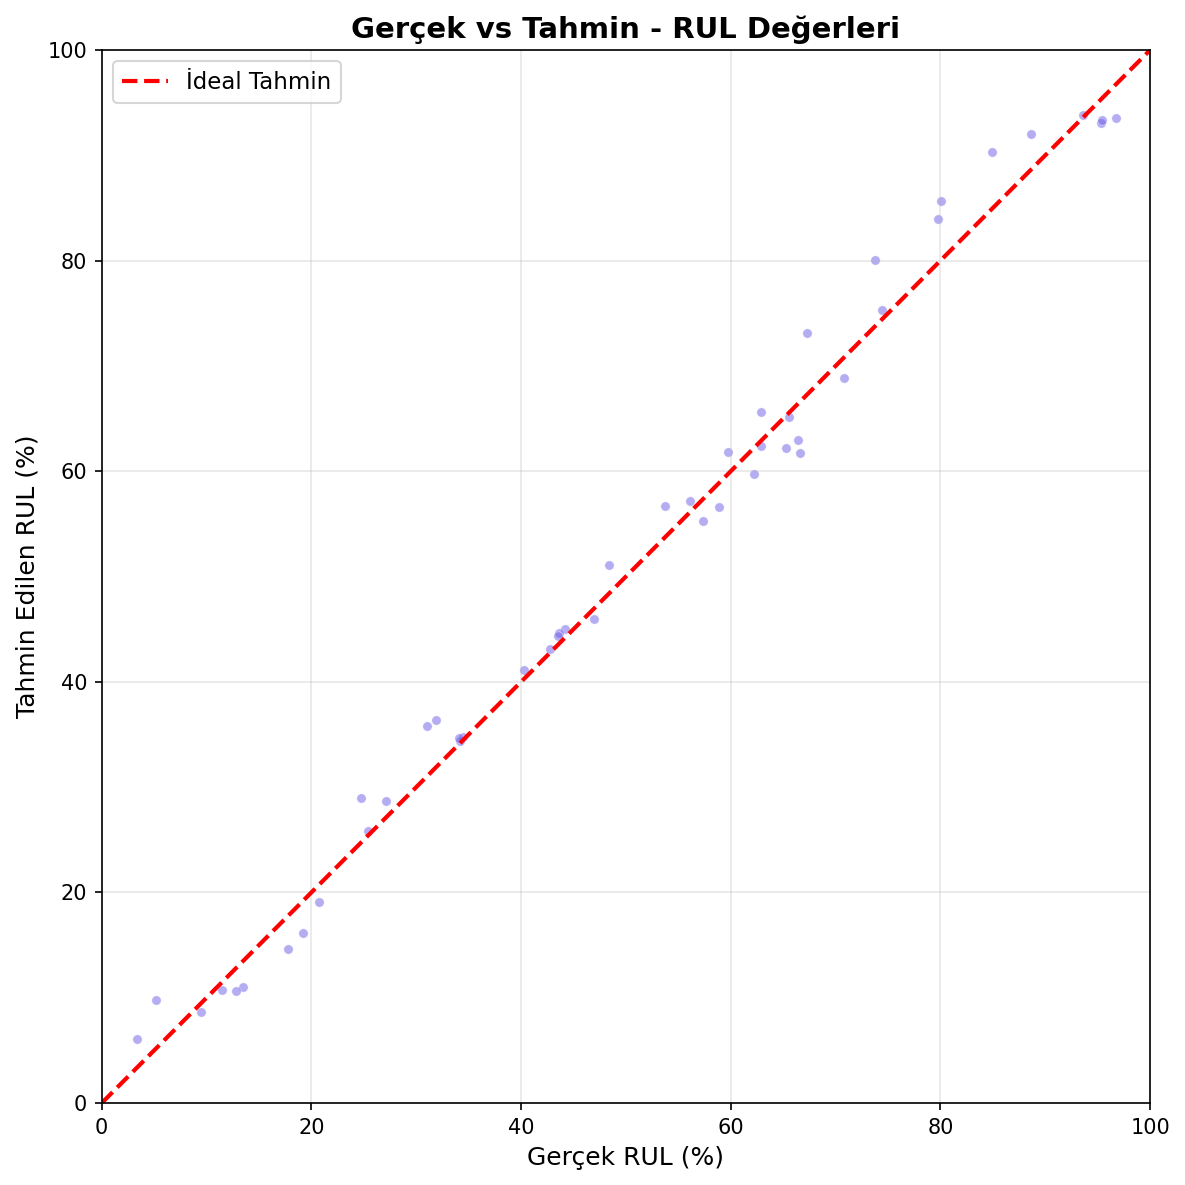 Gerçek vs Tahmin - RUL Değerleri
İdeal Tahmin
Tahmin Edilen RUL (%)
100
80
60
40
20
0
0 20 40 60 80 100
Gerçek RUL (%)